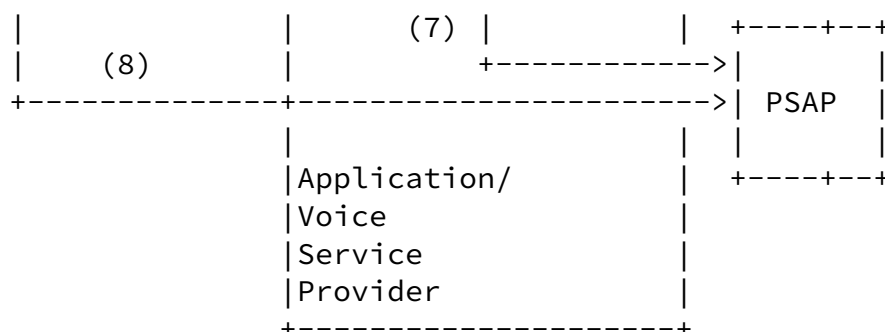 (7)
(8)
PSAP
Application/
Voice
Service
Provider